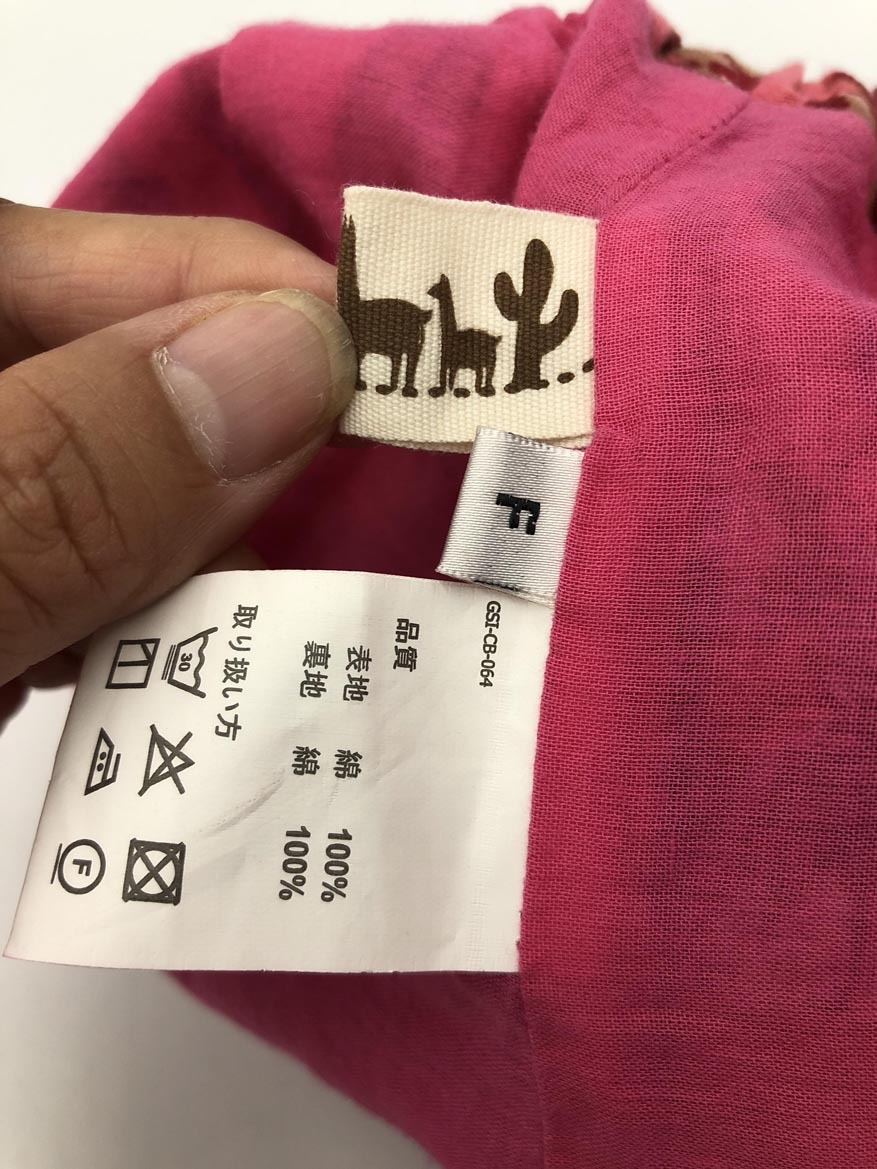 F
GSI-CB-064
品質
表地 綿 100%
裏地 綿 100%
取り扱い方
30
F